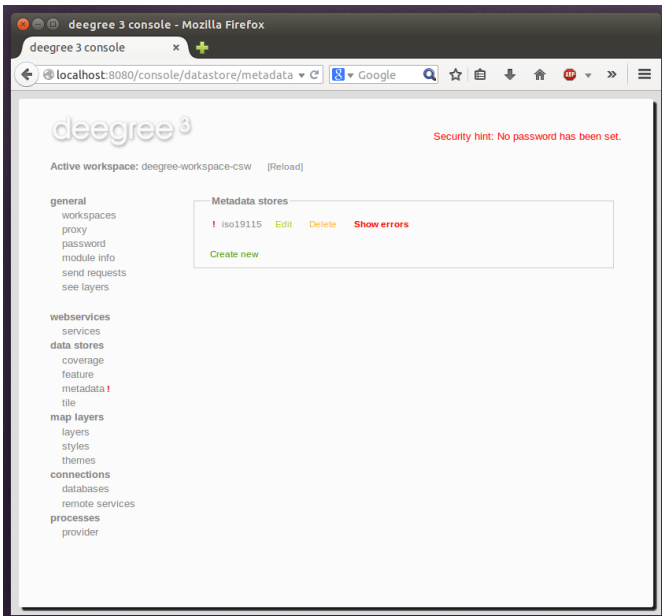 deegree 3 console - Mozilla Firefox
deegree 3 console
localhost:8080/console/datastore/metadata Google
deegree 3
Security hint: No password has been set.
Active workspace: deegree-workspace-csw [Reload]
general
workspaces
proxy
password
module info
send requests
see layers
webservices
services
data stores
coverage
feature
metadata !
tile
map layers
layers
styles
themes
connections
databases
remote services
processes
provider
Metadata stores
! iso19115 Edit Delete Show errors
Create new